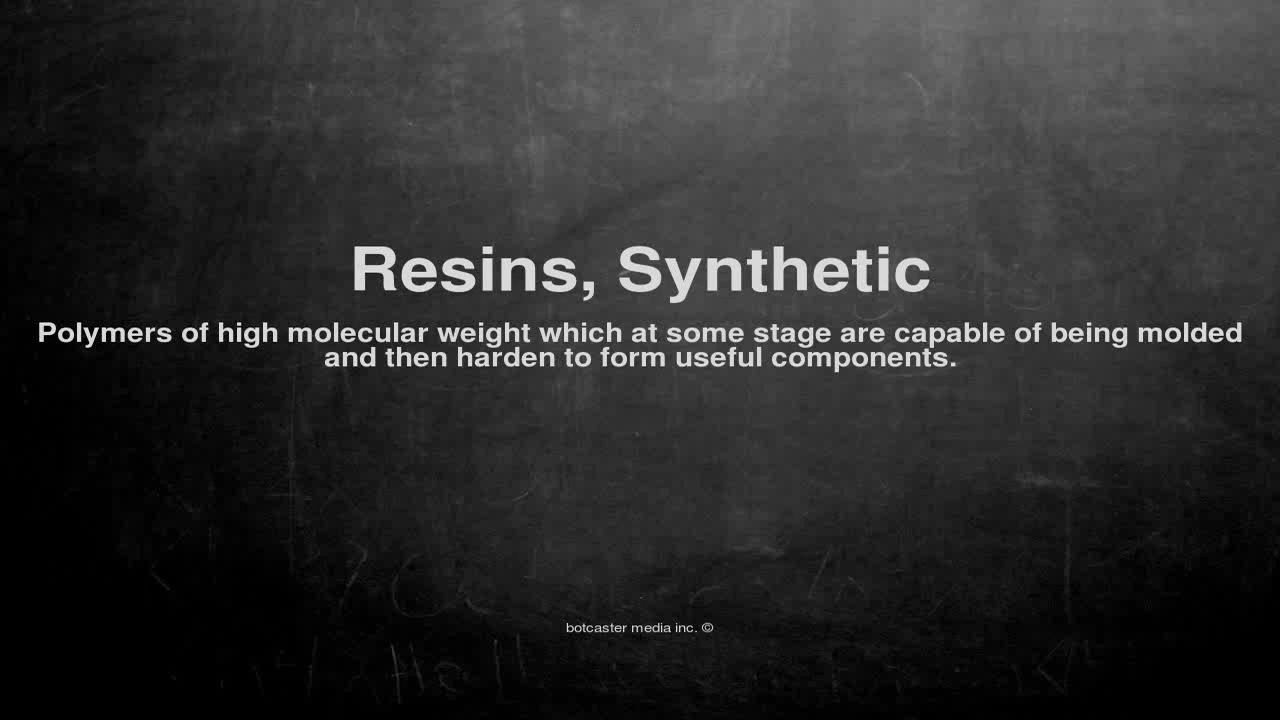 Resins, Synthetic
Polymers of high molecular weight which at some stage are capable of being molded
and then harden to form useful components.
botcaster media inc. ©